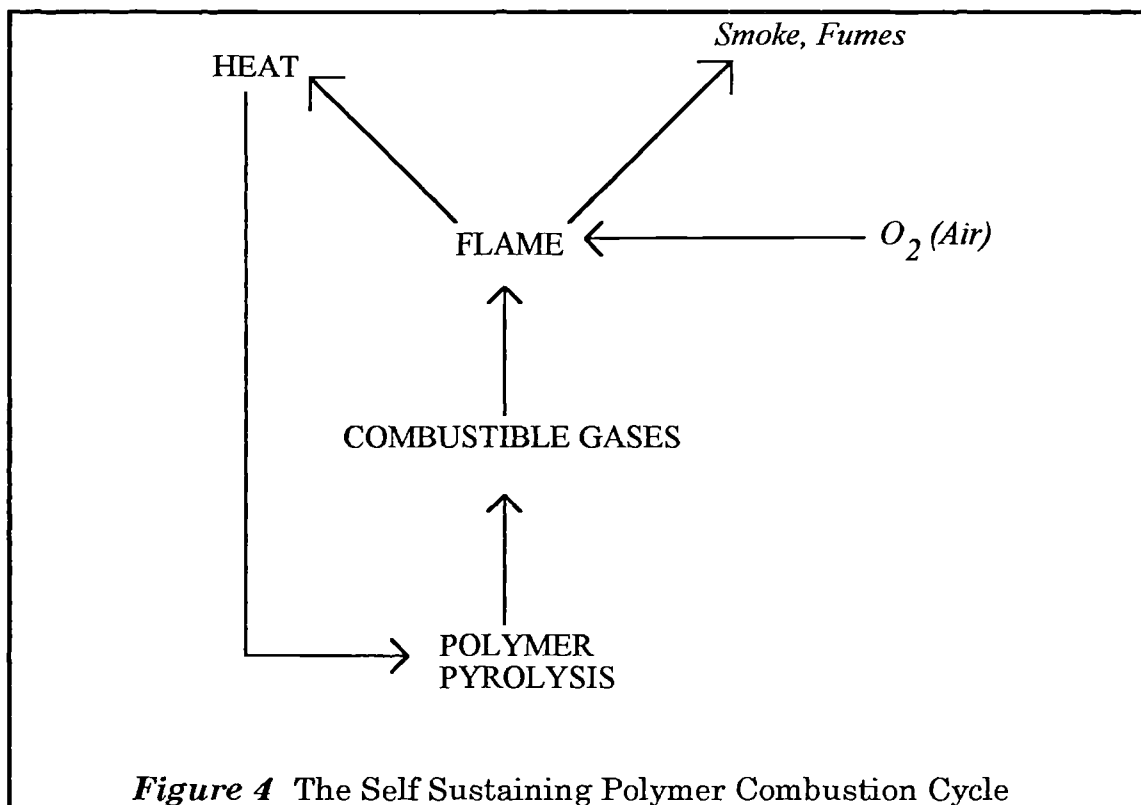 Smoke, Fumes
HEAT
FLAME
O2 (Air)
COMBUSTIBLE GASES
POLYMER
PYROLYSIS
Figure 4 The Self Sustaining Polymer Combustion Cycle